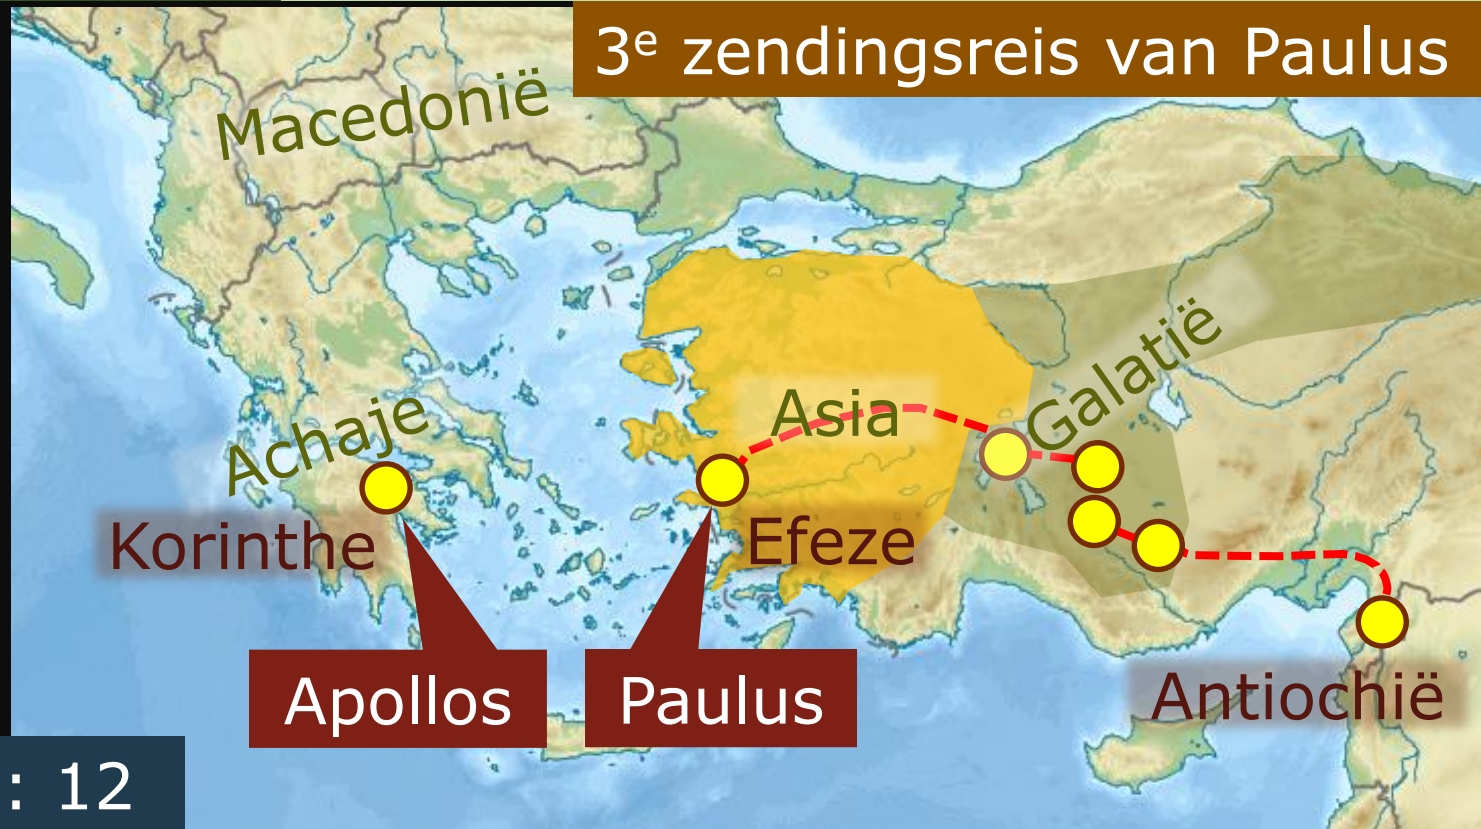 3e zendingsreis van Paulus
Macedonië
Galatië
Asia
Achaje
Korinthe
Efeze
Apollos
Paulus
Antiochië
: 12